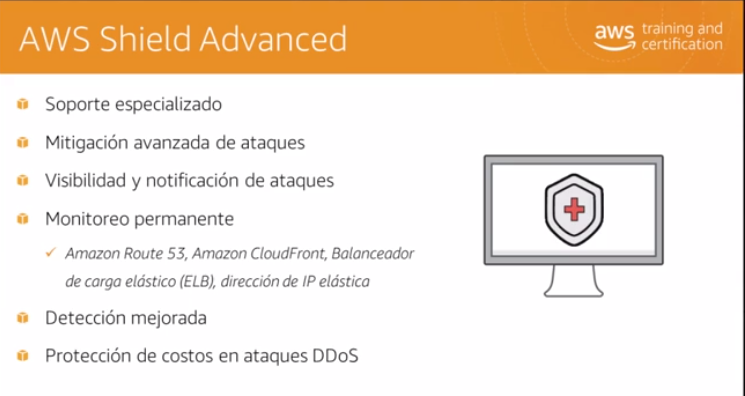 AWS Shield Advanced
aws training and
certification
Soporte especializado
Mitigación avanzada de ataques
Visibilidad y notificación de ataques
Monitoreo permanente
Amazon Route 53, Amazon CloudFront, Balanceador
de carga elástico (ELB), dirección de IP elástica
Detección mejorada
Protección de costos en ataques DDoS